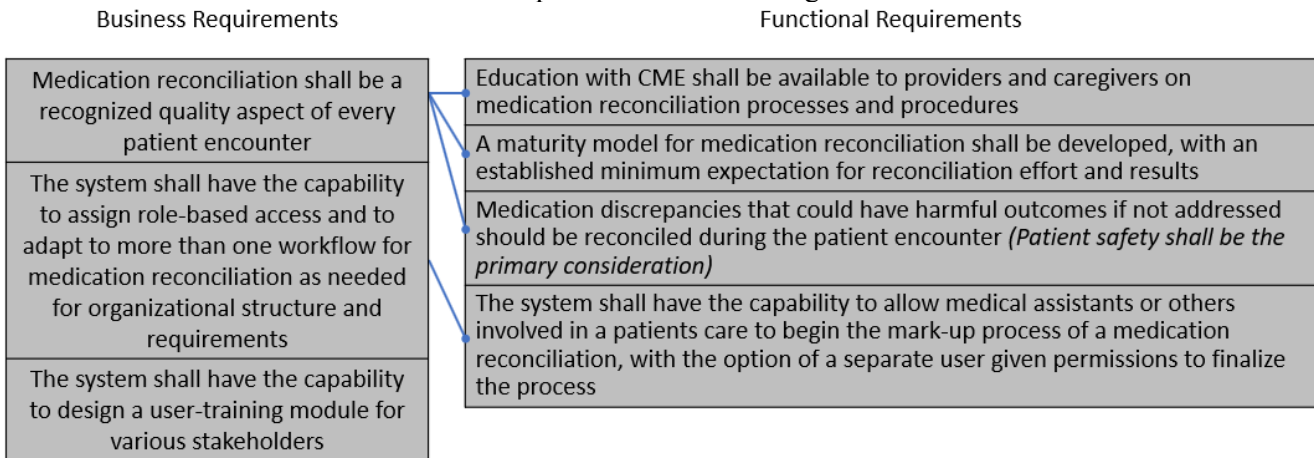 Business Requirements
Functional Requirements
Medication reconciliation shall be a
recognized quality aspect of every
patient encounter
The system shall have the capability
to assign role-based access and to
adapt to more than one workflow for
medication reconciliation as needed
for organizational structure and
requirements
The system shall have the capability
to design a user-training module for
various stakeholders
Education with CME shall be available to providers and caregivers on
medication reconciliation processes and procedures
A maturity model for medication reconciliation shall be developed, with an
established minimum expectation for reconciliation effort and results
Medication discrepancies that could have harmful outcomes if not addressed
should be reconciled during the patient encounter (Patient safety shall be the
primary consideration)
The system shall have the capability to allow medical assistants or others
involved in a patients care to begin the mark-up process of a medication
reconciliation, with the option of a separate user given permissions to finalize
the process